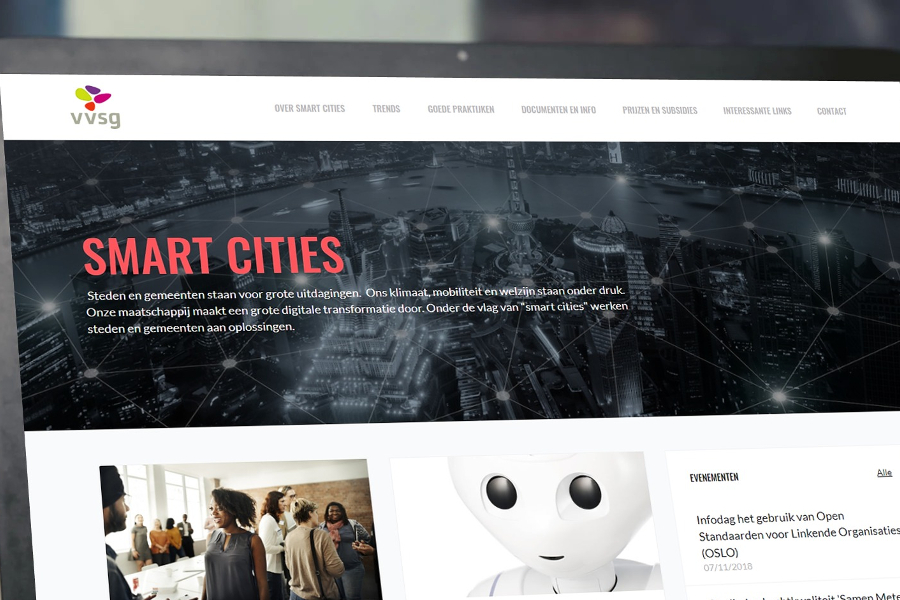 vvsg
OVER SMART CITIES TRENDS GOEDE PRAKTIJKEN DOCUMENTEN EN INFO PRIJZEN EN SUBSIDIES INTERESSANTE LINKS CONTACT
SMART CITIES
Steden en gemeenten staan voor grote uitdagingen. Ons klimaat, mobiliteit en welzijn staan onder druk.
Onze maatschappij maakt een grote digitale transformatie door. Onder de vlag van "smart cities" werken
steden en gemeenten aan oplossingen.
EVENEMENTEN Alle
Infodag het gebruik van Open
Standaarden voor Linkende Organisaties
(OSLO)
07/11/2018
'Samen Mete